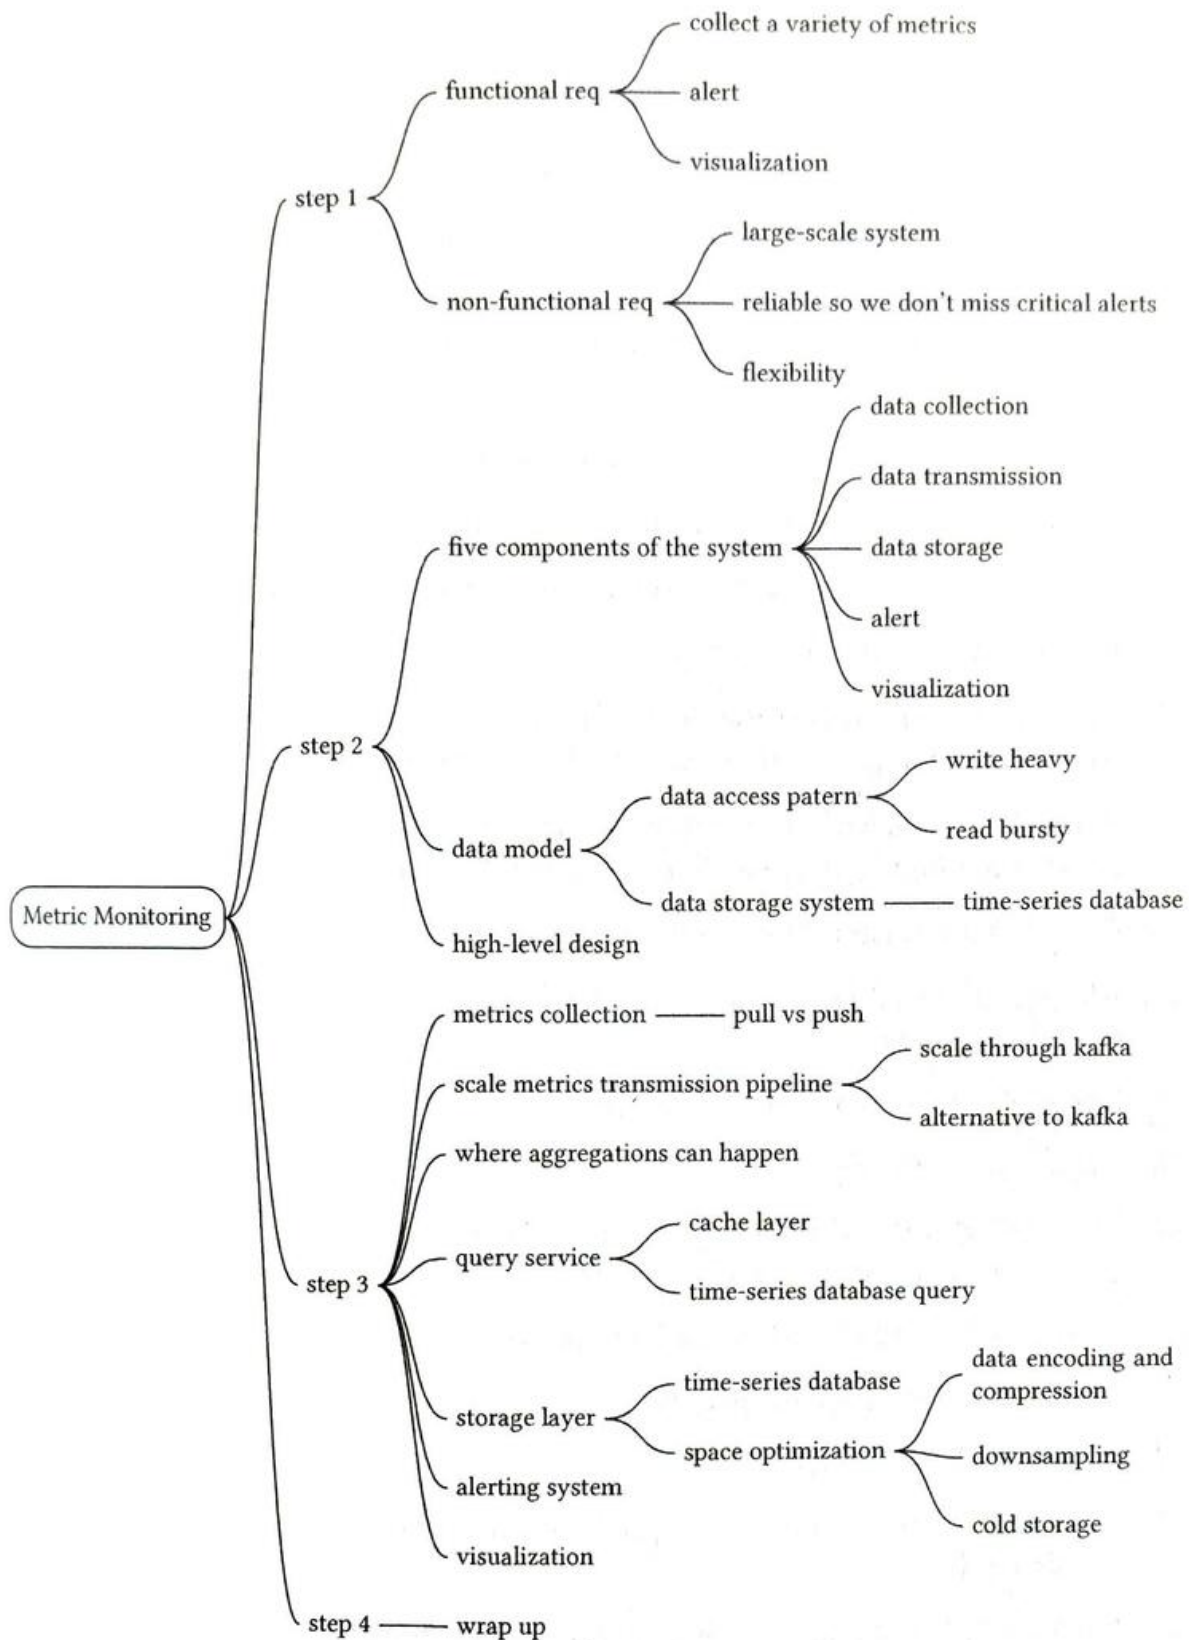 collect a variety of metrics
functional req
alert
visualization
step 1
large-scale system
non-functional req
reliable so we don't miss critical alerts
flexibility
data collection
data transmission
five components of the system
data storage
alert
visualization
step 2
write heavy
data access patern
read bursty
data model
data storage system
time-series database
Metric Monitoring
high-level design
metrics collection
pull vs push
scale through kafka
scale metrics transmission pipeline
alternative to kafka
where aggregations can happen
cache layer
query service
step 3
time-series database query
data encoding and
compression
time-series database
storage layer
space optimization
downsampling
alerting system
cold storage
visualization
step 4
wrap up